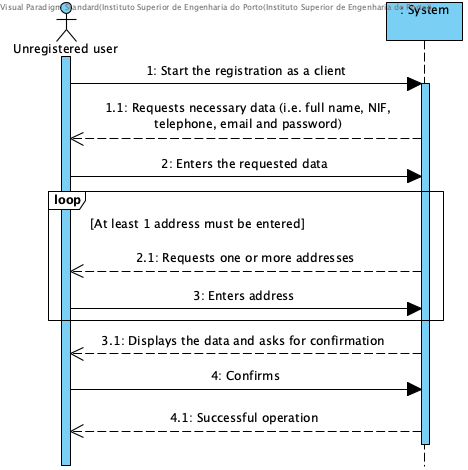 Visual Paradigm Standard(Instituto Superior de Engenharia do Porto(Instituto Superior de Engenharia do Porto))
: System
Unregistered user
1: Start the registration as a client
1.1: Requests necessary data (i.e. full name, NIF,
telephone, email and password)
2: Enters the requested data
loop
[At least 1 address must be entered]
2.1: Requests one or more addresses
3: Enters address
3.1: Displays the data and asks for confirmation
4: Confirms
4.1: Successful operation